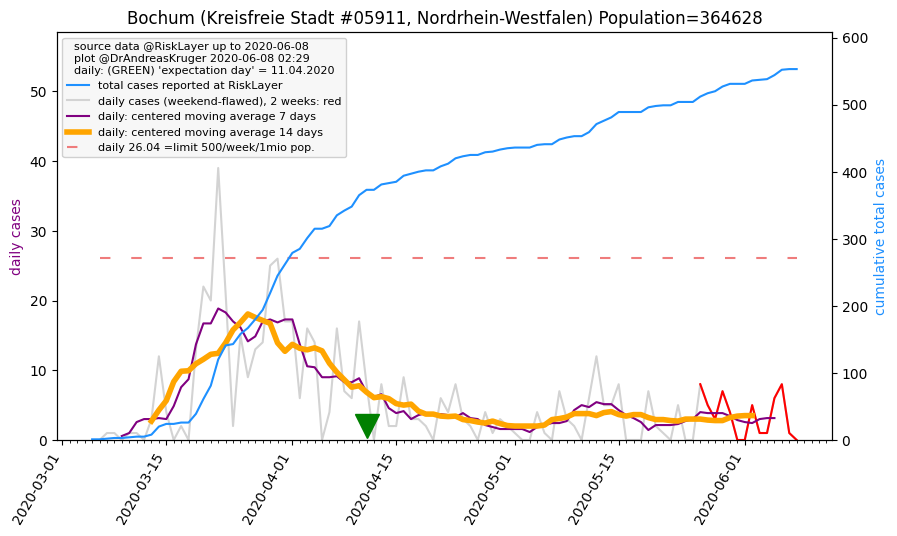 Bochum (Kreisfreie Stadt #05911, Nordrhein-Westfalen) Population=364628
source data @RiskLayer up to 2020-06-08
plot @DrAndreasKruger 2020-06-08 02:29
daily: (GREEN) 'expectation day' = 11.04.2020
total cases reported at RiskLayer
daily cases (weekend-flawed), 2 weeks: red
daily: centered moving average 7 days
daily: centered moving average 14 days
daily 26.04 =limit 500/week/1mio pop.
daily cases
0
10
20
30
40
50
cumulative total cases
0
100
200
300
400
500
600
2020-03-01
2020-03-15
2020-04-01
2020-04-15
2020-05-01
2020-05-15
2020-06-01